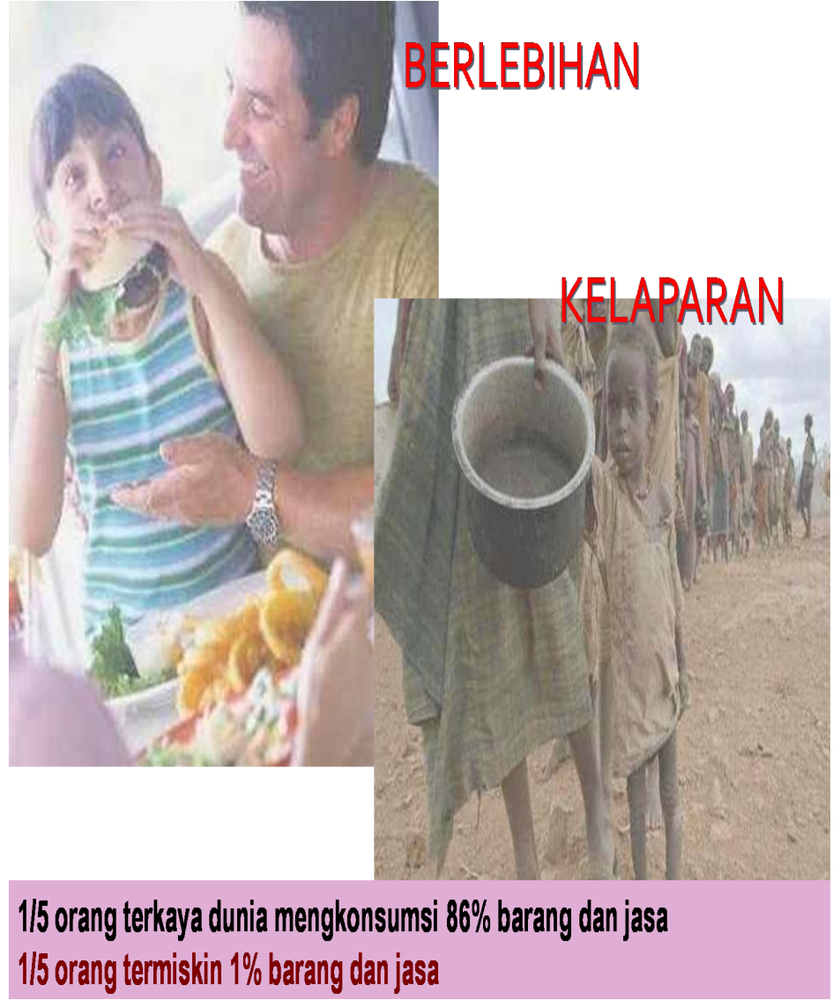 BERLEBIHAN
KELAPARAN
1/5 orang terkaya dunia mengkonsumsi 86% barang dan jasa
1/5 orang termiskin 1% barang dan jasa